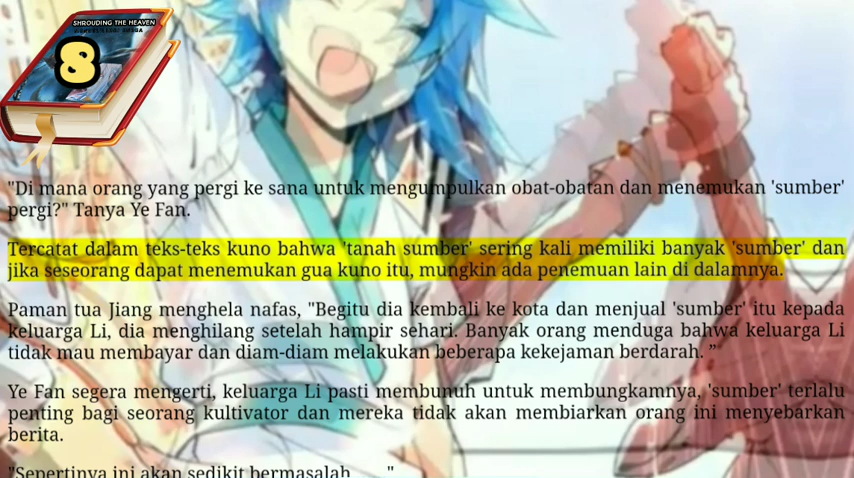 SHROUDING THE HEAVEN
8
"Di mana orang yang pergi ke sana untuk mengumpulkan obat-obatan dan menemukan 'sumber'
pergi?" Tanya Ye Fan.
Tercatat dalam teks-teks kuno bahwa 'tanah sumber' sering kali memiliki banyak 'sumber' dan
jika seseorang dapat menemukan gua kuno itu, mungkin ada penemuan lain di dalamnya.
Paman tua Jiang menghela nafas, "Begitu dia kembali ke kota dan menjual 'sumber' itu kepada
keluarga Li, dia menghilang setelah hampir sehari. Banyak orang menduga bahwa keluarga Li
tidak mau membayar dan diam-diam melakukan beberapa kekejaman berdarah. ”
Ye Fan segera mengerti, keluarga Li pasti membunuh untuk membungkamnya, 'sumber' terlalu
penting bagi seorang kultivator dan mereka tidak akan membiarkan orang ini menyebarkan
berita.
"Sepertinya ini akan sedikit bermasalah "